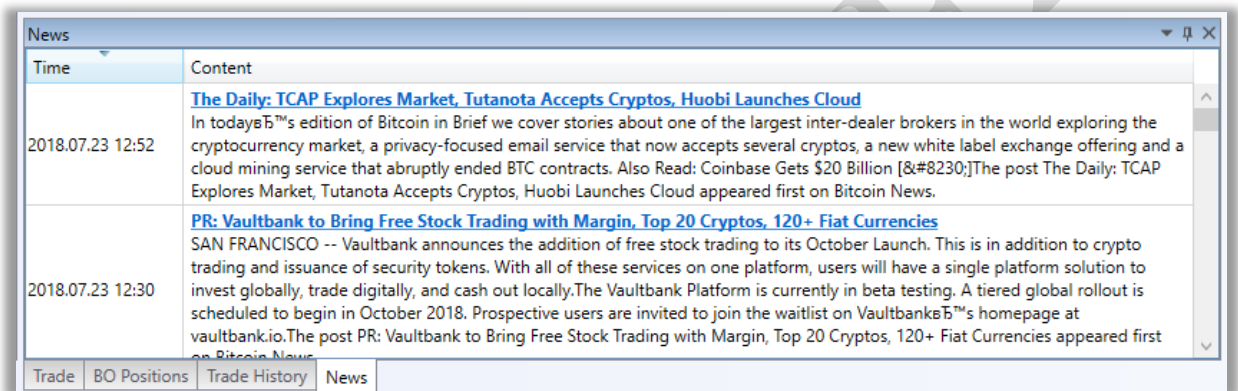 News
Time Content
The Daily: TCAP Explores Market, Tutanota Accepts Cryptos, Huobi Launches Cloud
In todayвЂ™s edition of Bitcoin in Brief we cover stories about one of the largest inter-dealer brokers in the world exploring the
2018.07.23 12:52 cryptocurrency market, a privacy-focused email service that now accepts several cryptos, a new white label exchange offering and a
cloud mining service that abruptly ended BTC contracts. Also Read: Coinbase Gets $20 Billion [&#8230;]The post The Daily: TCAP
Explores Market, Tutanota Accepts Cryptos, Huobi Launches Cloud appeared first on Bitcoin News.
PR: Vaultbank to Bring Free Stock Trading with Margin, Top 20 Cryptos, 120+ Fiat Currencies
SAN FRANCISCO -- Vaultbank announces the addition of free stock trading to its October Launch. This is in addition to crypto
trading and issuance of security tokens. With all of these services on one platform, users will have a single platform solution to
2018.07.23 12:30 invest globally, trade digitally, and cash out locally.The Vaultbank Platform is currently in beta testing. A tiered global rollout is
scheduled to begin in October 2018. Prospective users are invited to join the waitlist on VaultbankвЂ™s homepage at
vaultbank.io.The post PR: Vaultbank to Bring Free Stock Trading with Margin, Top 20 Cryptos, 120+ Fiat Currencies appeared first
on Bitcoin News.
Trade BO Positions Trade History News